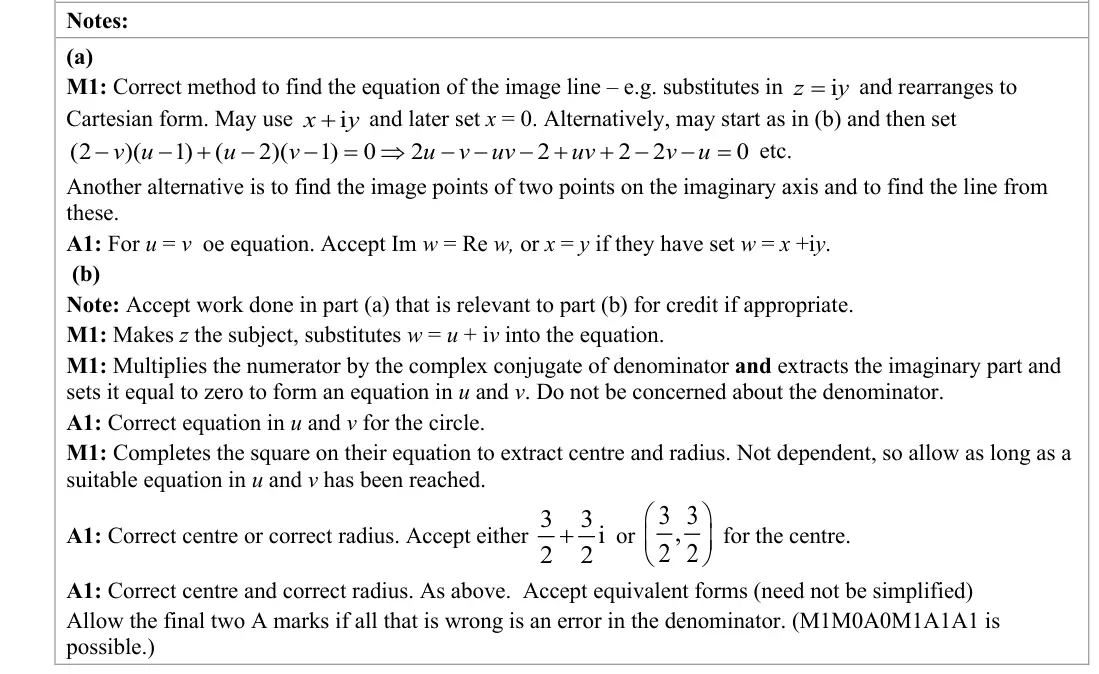 Notes:
(a)
M1: Correct method to find the equation of the image line – e.g. substitutes in z = iy and rearranges to
Cartesian form. May use x + iy and later set x = 0. Alternatively, may start as in (b) and then set
(2 − v)(u − 1) + (u − 2)(v − 1) = 0 ⇒ 2u − v − uv − 2 + uv + 2 − 2v − u = 0 etc.
Another alternative is to find the image points of two points on the imaginary axis and to find the line from
these.
A1: For u = v oe equation. Accept Im w = Re w, or x = y if they have set w = x +iy.
(b)
Note: Accept work done in part (a) that is relevant to part (b) for credit if appropriate.
M1: Makes z the subject, substitutes w = u + iv into the equation.
M1: Multiplies the numerator by the complex conjugate of denominator and extracts the imaginary part and
sets it equal to zero to form an equation in u and v. Do not be concerned about the denominator.
A1: Correct equation in u and v for the circle.
M1: Completes the square on their equation to extract centre and radius. Not dependent, so allow as long as a
suitable equation in u and v has been reached.
A1: Correct centre or correct radius. Accept either 3/2 + 3/2 i or (3/2, 3/2) for the centre.
A1: Correct centre and correct radius. As above. Accept equivalent forms (need not be simplified)
Allow the final two A marks if all that is wrong is an error in the denominator. (M1M0A0M1A1A1 is
possible.)